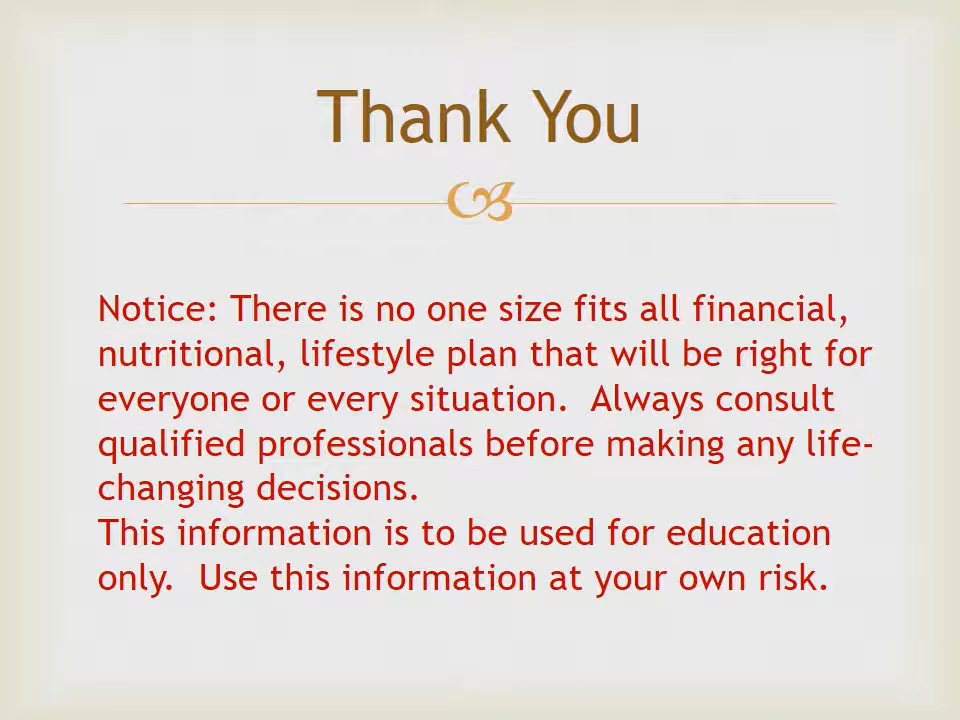 Thank You
Notice: There is no one size fits all financial,
nutritional, lifestyle plan that will be right for
everyone or every situation.  Always consult
qualified professionals before making any life-
changing decisions.
This information is to be used for education
only.  Use this information at your own risk.